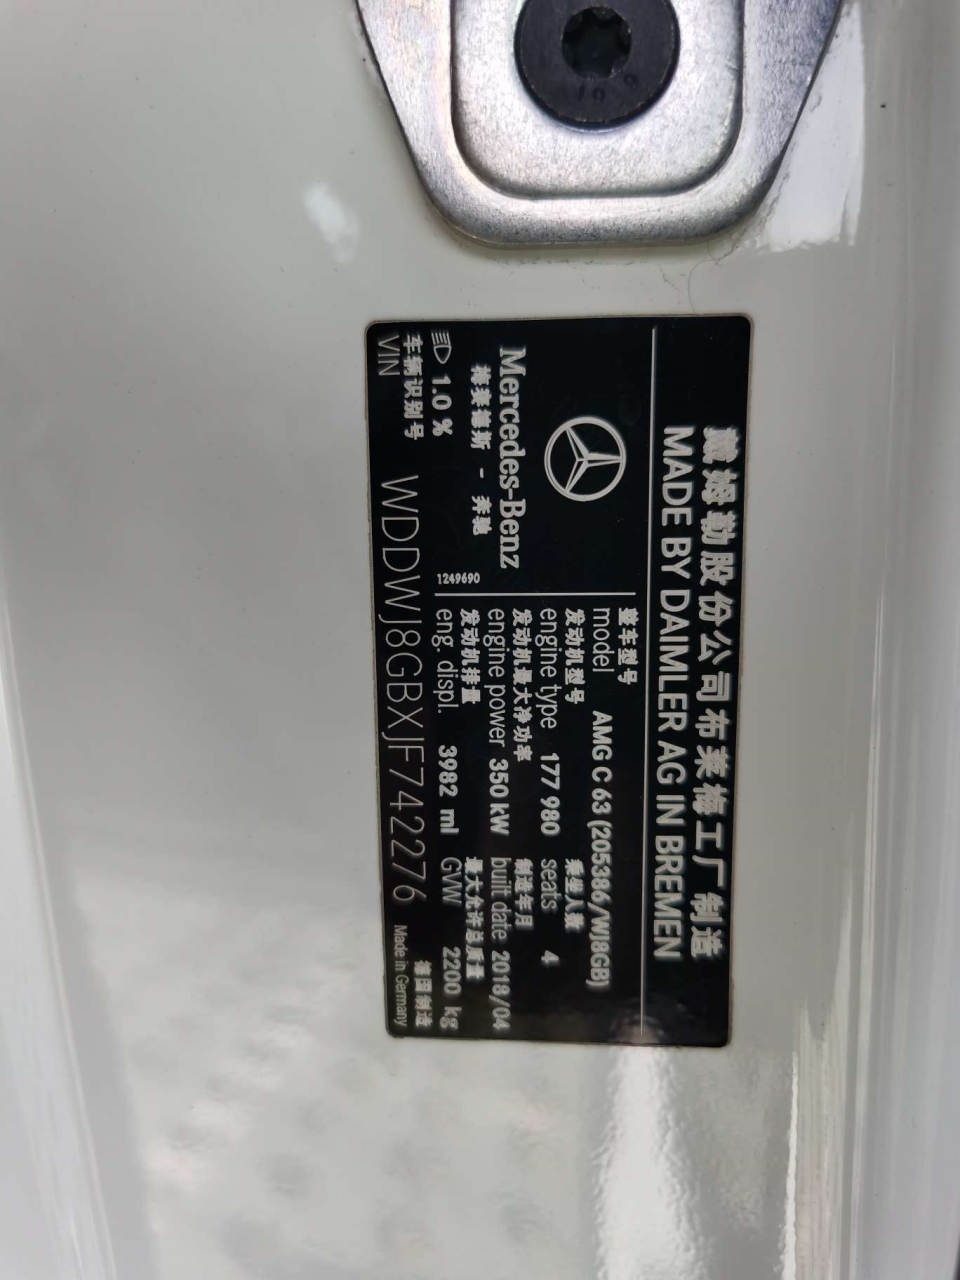 戴姆勒股份公司布莱梅工厂制造
MADE BY DAIMLER AG IN BREMEN
Mercedes-Benz
梅赛德斯 - 奔驰
1.0 %
1249690
整车型号
model AMG C 63 (205386/WJ8GB)
发动机型号 乘坐人数
engine type 177 980 seats 4
发动机最大净功率 制造年月
engine power 350 kW built date 2018/04
发动机排量 最大允许总质量
eng. displ. 3982 ml GVW 2200 kg
车辆识别号 德国制造
VIN WDDWJ8GBXJF742276 Made in Germany